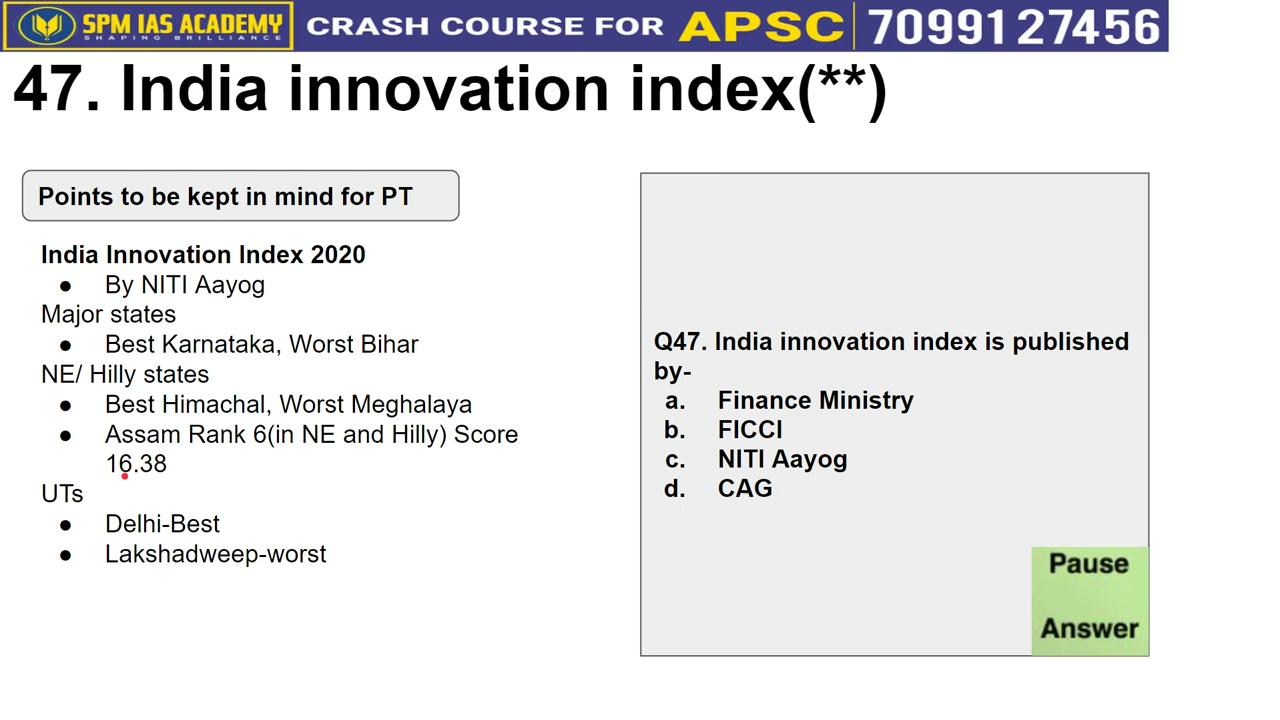 SPM IAS ACADEMY
SHAPING BRILLIANCE
CRASH COURSE FOR APSC 70991 27456
47. India innovation index(**)
Points to be kept in mind for PT
India Innovation Index 2020
● By NITI Aayog
Major states
● Best Karnataka, Worst Bihar
NE/ Hilly states
● Best Himachal, Worst Meghalaya
● Assam Rank 6(in NE and Hilly) Score
16.38
UTs
● Delhi-Best
● Lakshadweep-worst
Q47. India innovation index is published
by-
a. Finance Ministry
b. FICCI
c. NITI Aayog
d. CAG
Pause
Answer